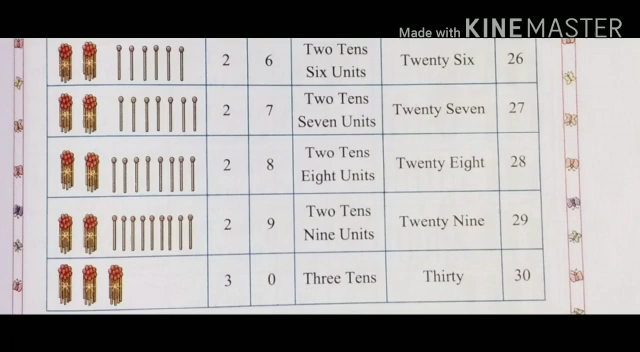 Made with KINEMASTER
2 6 Two Tens Six Units Twenty Six 26
2 7 Two Tens Seven Units Twenty Seven 27
2 8 Two Tens Eight Units Twenty Eight 28
2 9 Two Tens Nine Units Twenty Nine 29
3 0 Three Tens Thirty 30